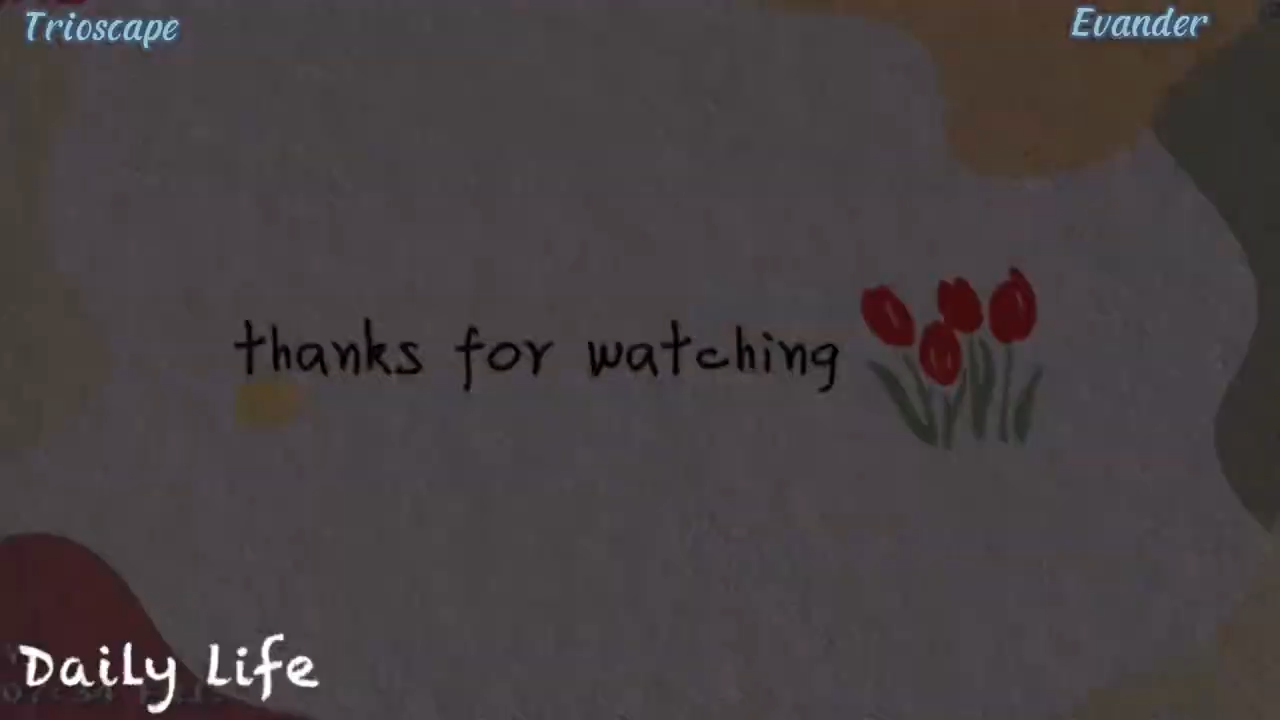 Trioscape
Evander
thanks for watching
Daily Life